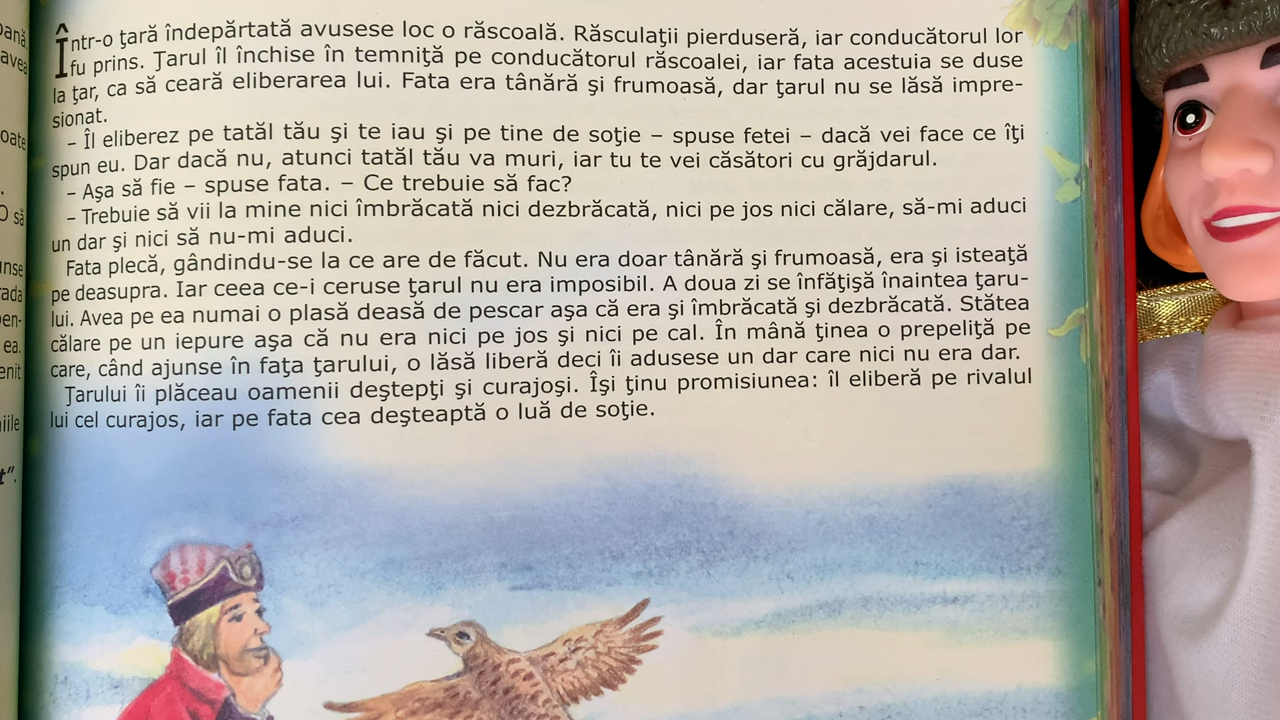 Într-o ţară îndepărtată avusese loc o răscoală. Răsculaţii pierduseră, iar conducătorul lor
fu prins. Ţarul îl închise în temniţă pe conducătorul răscoalei, iar fata acestuia se duse
la ţar, ca să ceară eliberarea lui. Fata era tânără şi frumoasă, dar ţarul nu se lăsă impre-
sionat.
– Îl eliberez pe tatăl tău şi te iau şi pe tine de soţie – spuse fetei – dacă vei face ce îţi
spun eu. Dar dacă nu, atunci tatăl tău va muri, iar tu te vei căsători cu grăjdarul.
– Aşa să fie – spuse fata. – Ce trebuie să fac?
– Trebuie să vii la mine nici îmbrăcată nici dezbrăcată, nici pe jos nici călare, să-mi aduci
un dar şi nici să nu-mi aduci.
Fata plecă, gândindu-se la ce are de făcut. Nu era doar tânără şi frumoasă, era şi isteaţă
pe deasupra. Iar ceea ce-i ceruse ţarul nu era imposibil. A doua zi se înfăţişă înaintea ţaru-
lui. Avea pe ea numai o plasă deasă de pescar aşa că era şi îmbrăcată şi dezbrăcată. Stătea
călare pe un iepure aşa că nu era nici pe jos şi nici pe cal. În mână ţinea o prepeliţă pe
care, când ajunse în faţa ţarului, o lăsă liberă deci îi adusese un dar care nici nu era dar.
Ţarului îi plăceau oamenii deştepţi şi curajoşi. Îşi ţinu promisiunea: îl eliberă pe rivalul
lui cel curajos, iar pe fata cea deşteaptă o luă de soţie.